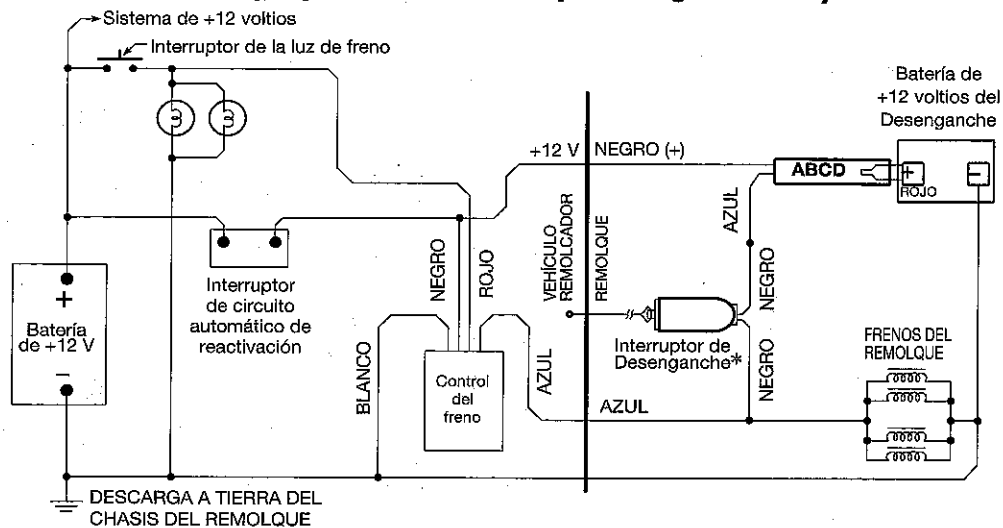 Sistema de +12 voltios
Interruptor de la luz de freno
Batería de
+12 voltios del
Desenganche
+12 V
NEGRO (+)
ABCD
+
ROJO
−
AZUL
NEGRO
ROJO
VEHÍCULO
REMOLCADOR
REMOLQUE
NEGRO
+
Batería
de +12 V
−
Interruptor
de circuito
automático de
reactivación
Interruptor de
Desenganche*
FRENOS DEL
REMOLQUE
BLANCO
Control
del
freno
AZUL
NEGRO
AZUL
DESCARGA A TIERRA DEL
CHASIS DEL REMOLQUE